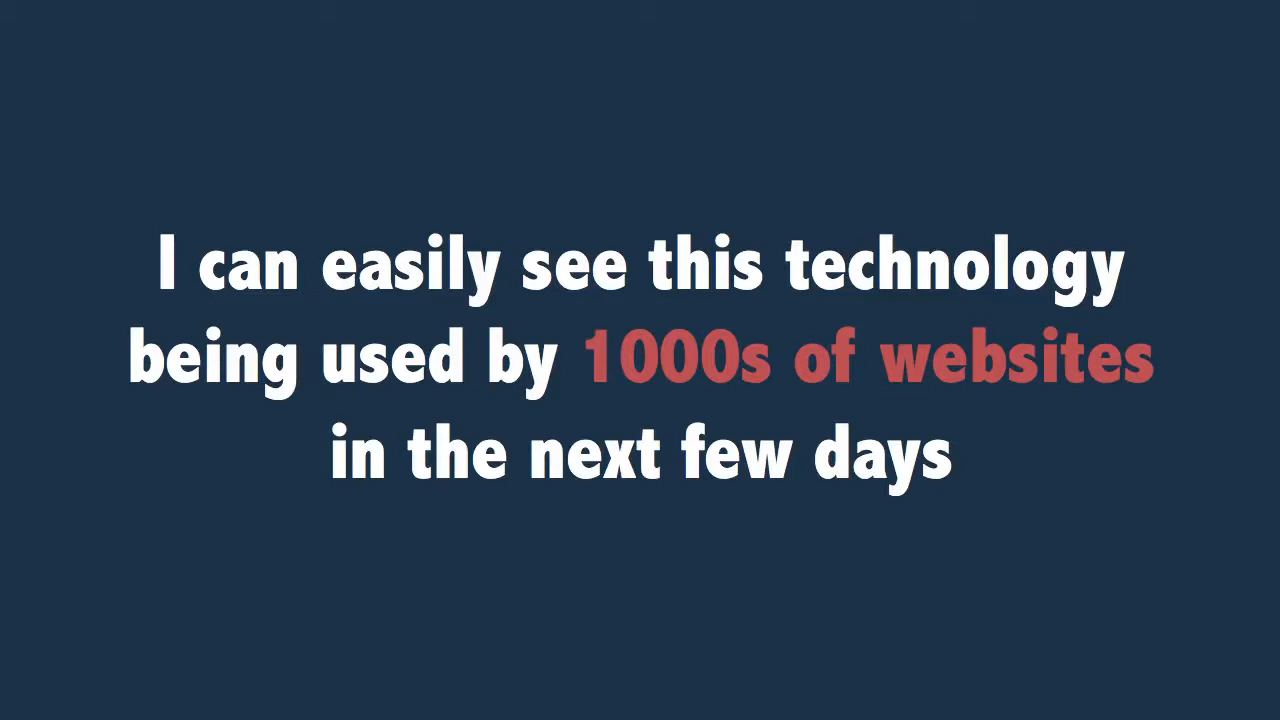 I can easily see this technology
being used by 1000s of websites
in the next few days